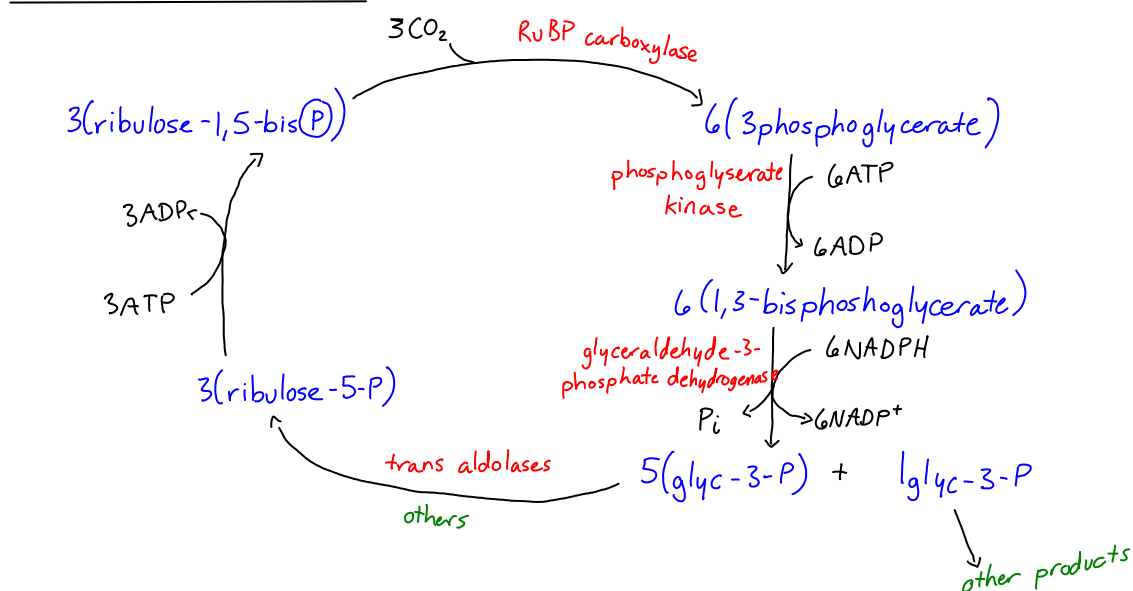 3CO₂
RuBP carboxylase
3(ribulose-1,5-bisⓅ)
6(3phosphoglycerate)
phosphoglyserate
kinase
6ATP
3ADP
6ADP
3ATP
6(1,3-bisphoshoglycerate)
glyceraldehyde-3-
phosphate dehydrogenase
6NADPH
3(ribulose-5-P)
Pi
6NADP⁺
trans aldolases
5(glyc-3-P) + 1glyc-3-P
others
other products